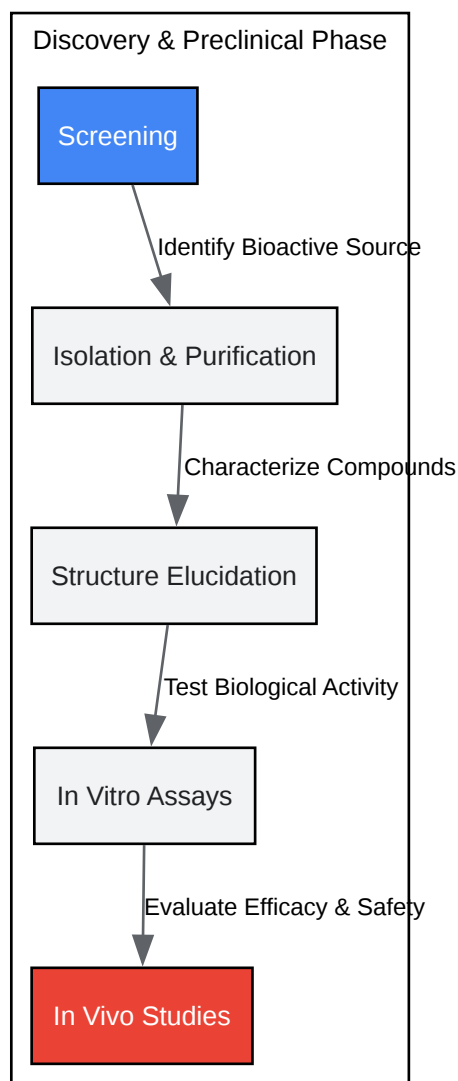 Discovery & Preclinical Phase
Screening
Identify Bioactive Source
Isolation & Purification
Characterize Compounds
Structure Elucidation
Test Biological Activity
In Vitro Assays
Evaluate Efficacy & Safety
In Vivo Studies